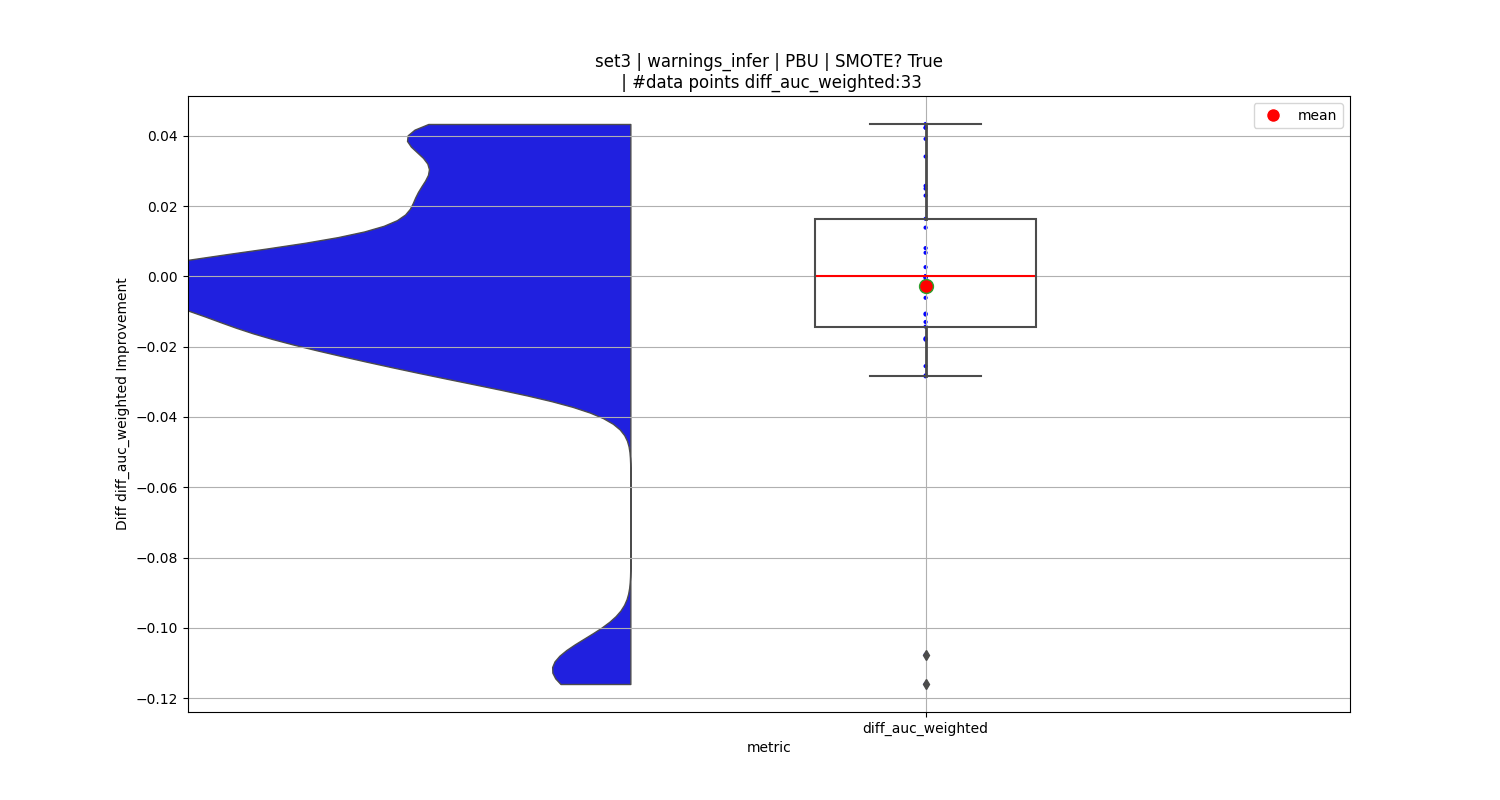 set3 | warnings_infer | PBU | SMOTE? True
| #data points diff_auc_weighted:33
mean
0.04
0.02
0.00
−0.02
−0.04
−0.06
−0.08
−0.10
−0.12
Diff diff_auc_weighted Improvement
diff_auc_weighted
metric